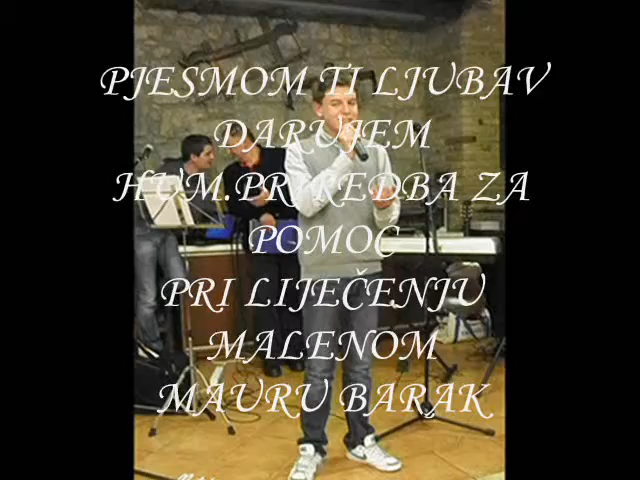 PJESMOM TI LJUBAV
DARUJEM
HUM.PRIREDBA ZA
POMOC
PRI LIJEČENJU
MALENOM
MAURU BARAK